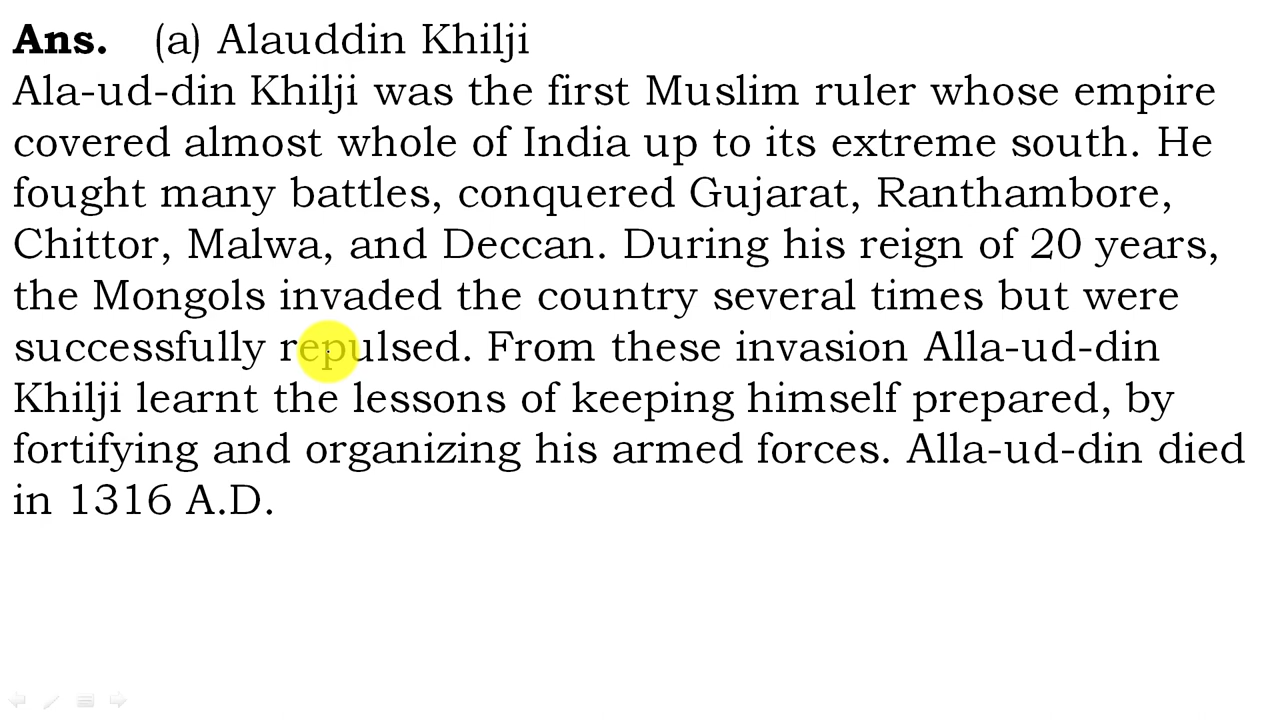 Ans. (a) Alauddin Khilji
Ala-ud-din Khilji was the first Muslim ruler whose empire
covered almost whole of India up to its extreme south. He
fought many battles, conquered Gujarat, Ranthambore,
Chittor, Malwa, and Deccan. During his reign of 20 years,
the Mongols invaded the country several times but were
successfully repulsed. From these invasion Alla-ud-din
Khilji learnt the lessons of keeping himself prepared, by
fortifying and organizing his armed forces. Alla-ud-din died
in 1316 A.D.